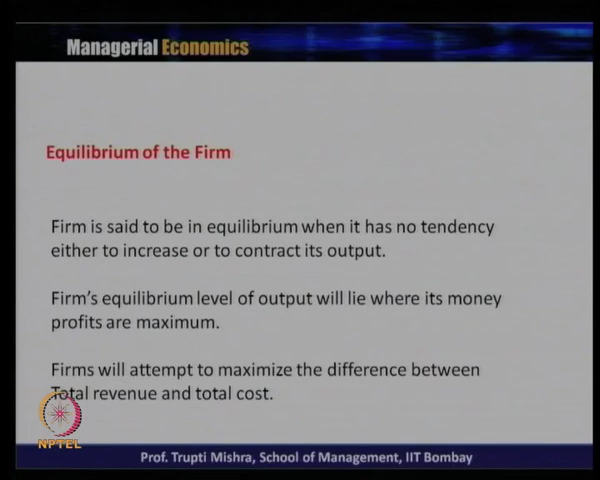 Managerial Economics
Equilibrium of the Firm
Firm is said to be in equilibrium when it has no tendency
either to increase or to contract its output.
Firm's equilibrium level of output will lie where its money
profits are maximum.
Firms will attempt to maximize the difference between
Total revenue and total cost.
NPTEL
Prof. Trupti Mishra, School of Management, IIT Bombay